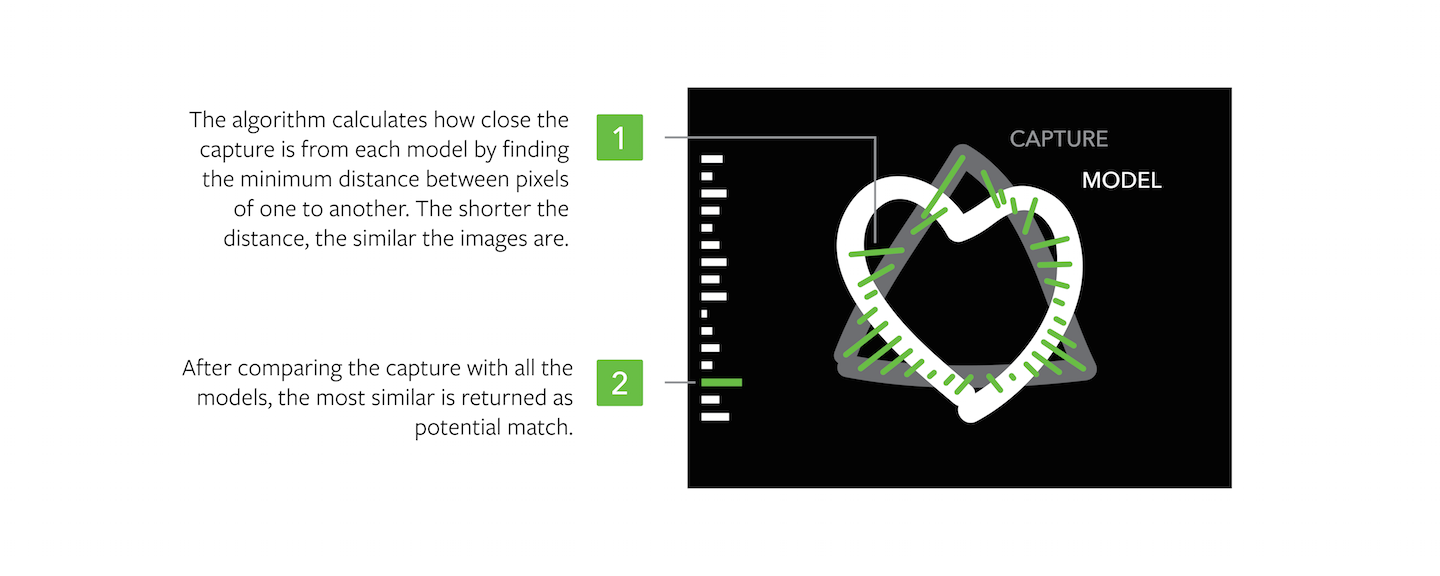 The algorithm calculates how close the
capture is from each model by finding
the minimum distance between pixels
of one to another. The shorter the
distance, the similar the images are.
1
CAPTURE
MODEL
After comparing the capture with all the
models, the most similar is returned as
potential match.
2